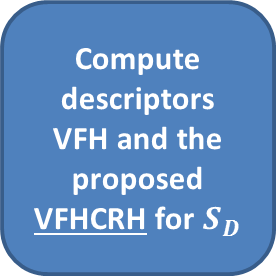 Compute
descriptors
VFH and the
proposed
VFHCRH for S_D